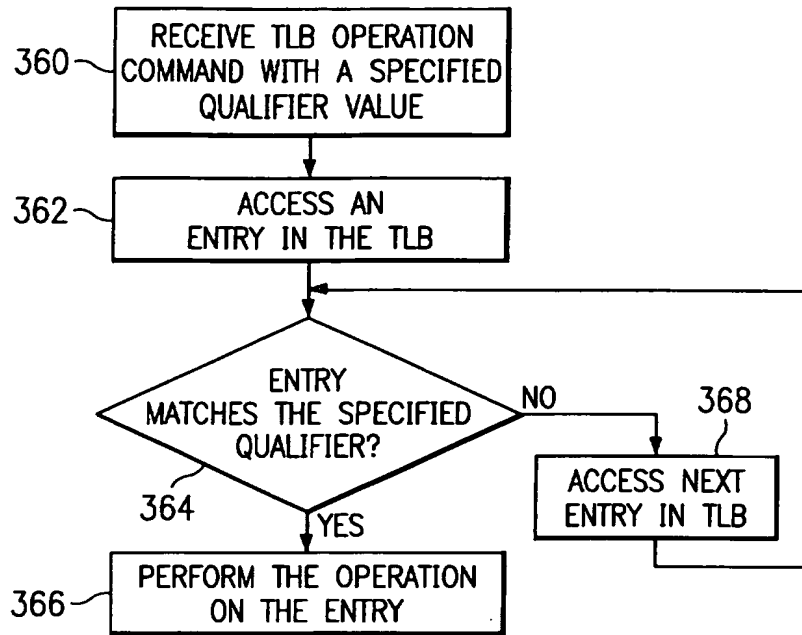 360
RECEIVE TLB OPERATION
COMMAND WITH A SPECIFIED
QUALIFIER VALUE
362
ACCESS AN
ENTRY IN THE TLB
ENTRY
MATCHES THE SPECIFIED
QUALIFIER?
364
NO
368
ACCESS NEXT
ENTRY IN TLB
YES
366
PERFORM THE OPERATION
ON THE ENTRY